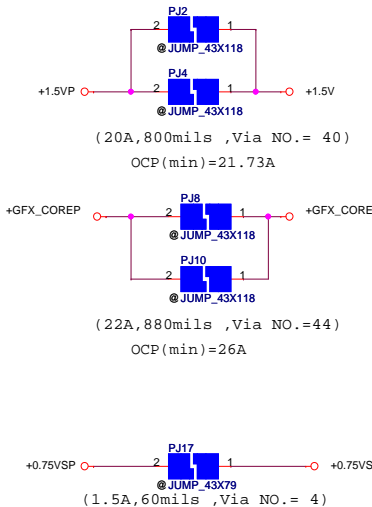 PJ2
2 1
@ JUMP_43X118
PJ4
+1.5VP 2 1 +1.5V
@ JUMP_43X118
(20A,800mils ,Via NO.= 40)
OCP(min)=21.73A
PJ8
+GFX_COREP 2 1 +GFX_CORE
@ JUMP_43X118
PJ10
2 1
@ JUMP_43X118
(22A,880mils ,Via NO.=44)
OCP(min)=26A
PJ17
+0.75VSP 2 1 +0.75VS
@ JUMP_43X79
(1.5A,60mils ,Via NO.= 4)